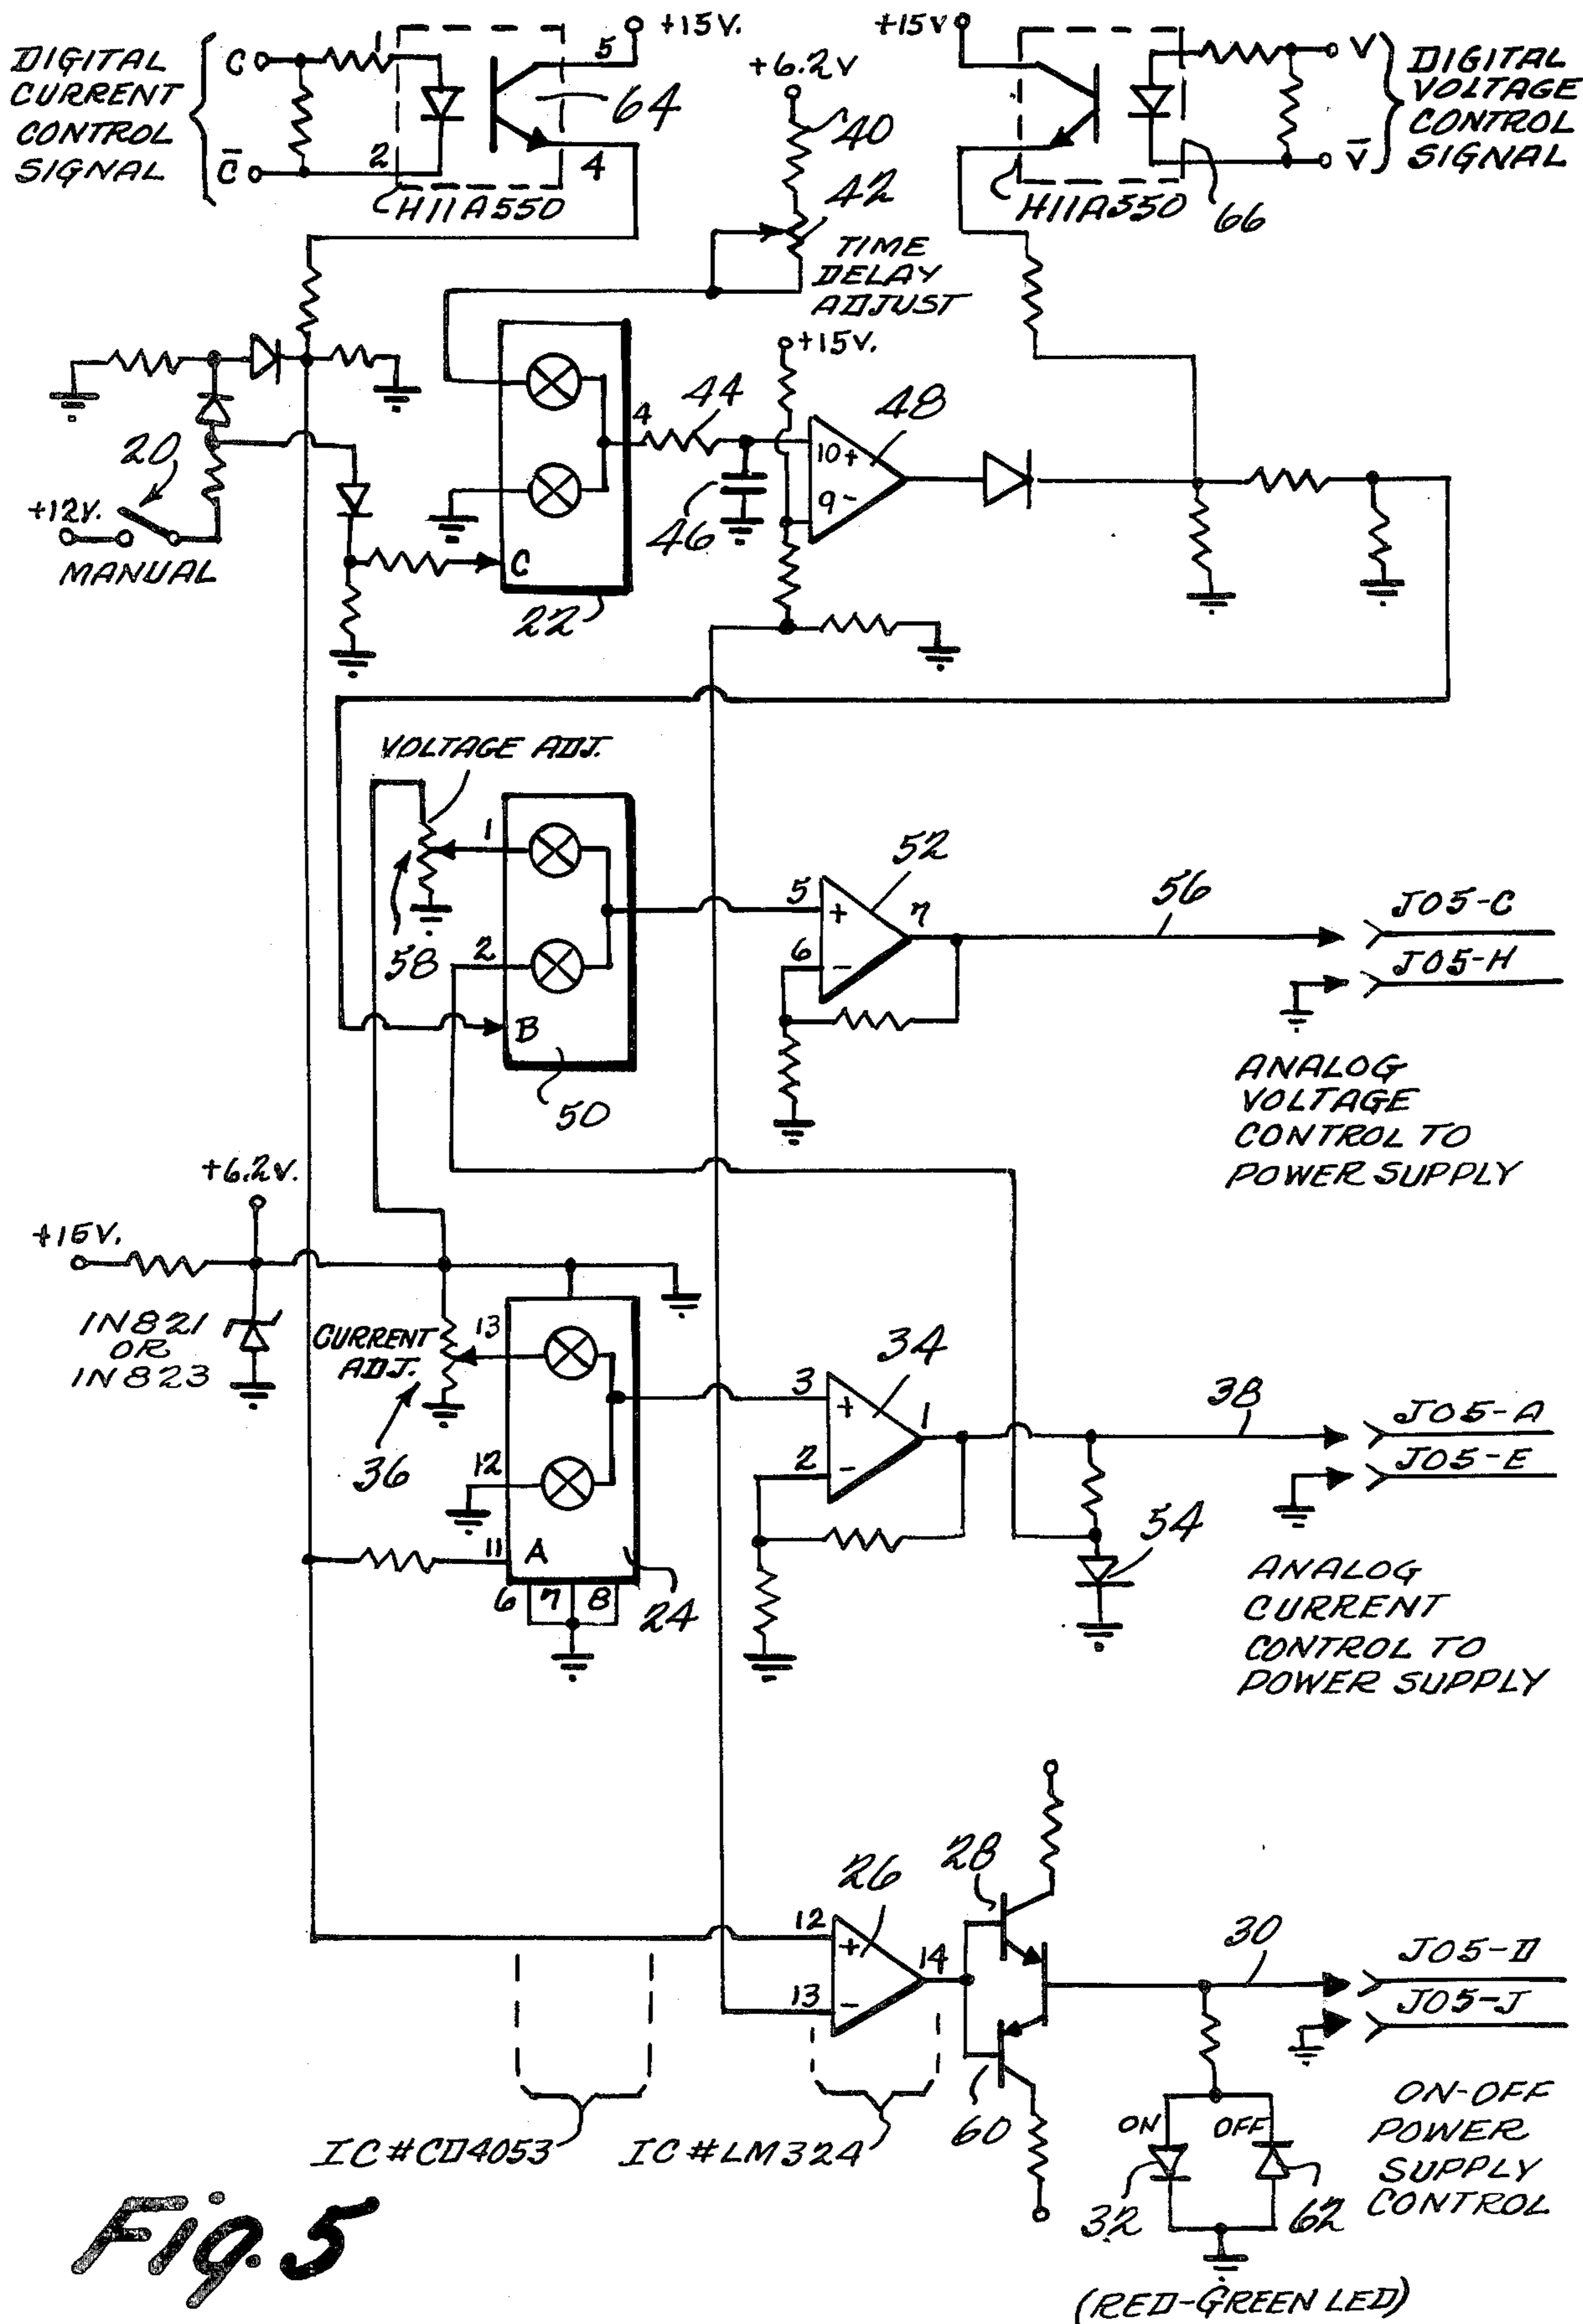 DIGITAL
CURRENT
CONTROL
SIGNAL
C
C̅
1
2
5
4
+15V.
64
H11A550
+6.2V
40
42
TIME
DELAY
ADJUST
+15V
H11A550
66
V
V̅
DIGITAL
VOLTAGE
CONTROL
SIGNAL
20
+12V.
MANUAL
C
22
4
44
46
+15V.
10+
9-
48
VOLTAGE ADJ.
58
1
2
B
50
5
+
6
-
7
52
56
J05-C
J05-H
ANALOG
VOLTAGE
CONTROL TO
POWER SUPPLY
+6.2V.
+15V.
1N821
OR
1N823
CURRENT
ADJ.
36
13
12
11
A
6
7
8
24
3
+
2
-
1
34
38
J05-A
J05-E
54
ANALOG
CURRENT
CONTROL TO
POWER SUPPLY
12
+
13
-
14
26
28
60
30
J05-D
J05-J
ON
OFF
32
62
ON-OFF
POWER
SUPPLY
CONTROL
IC #CD4053
IC #LM324
(RED-GREEN LED)
Fig. 5